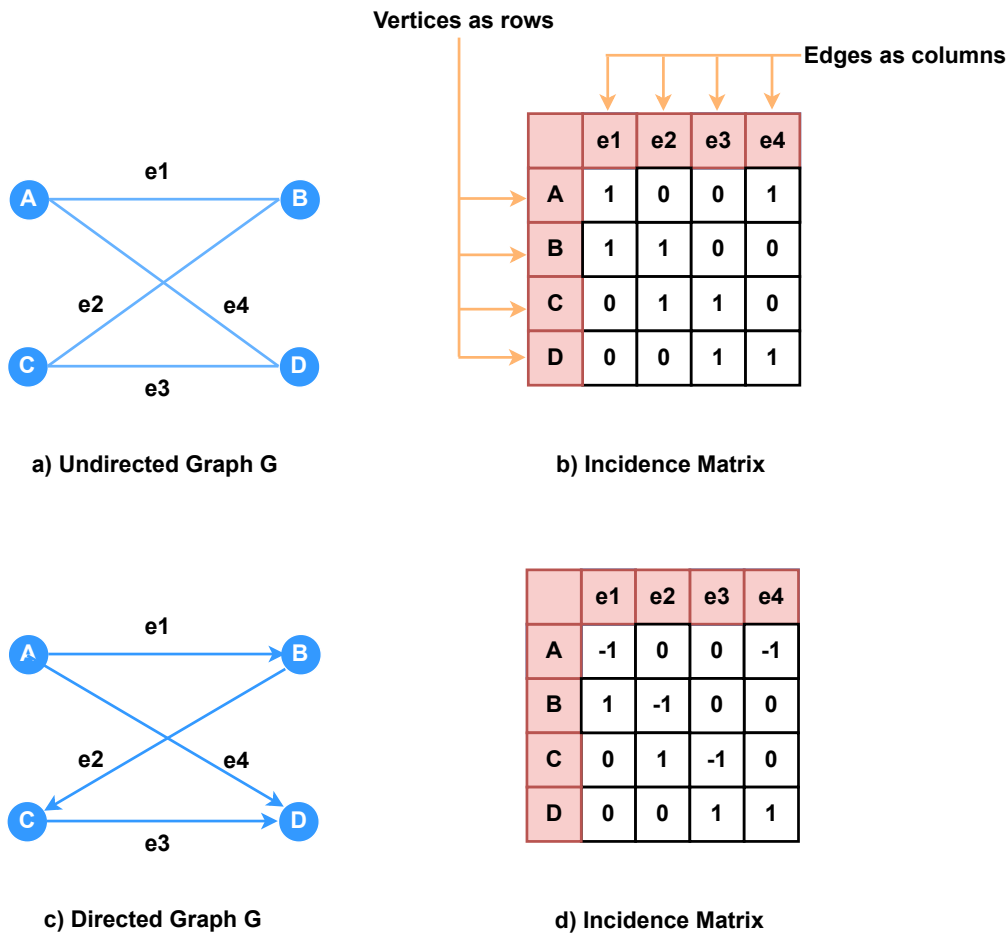 Vertices as rows
Edges as columns
e1
A B
e2 e4
C D
e3
e1 e2 e3 e4
A 1 0 0 1
B 1 1 0 0
C 0 1 1 0
D 0 0 1 1
a) Undirected Graph G
b) Incidence Matrix
e1
A B
e2 e4
C D
e3
e1 e2 e3 e4
A -1 0 0 -1
B 1 -1 0 0
C 0 1 -1 0
D 0 0 1 1
c) Directed Graph G
d) Incidence Matrix